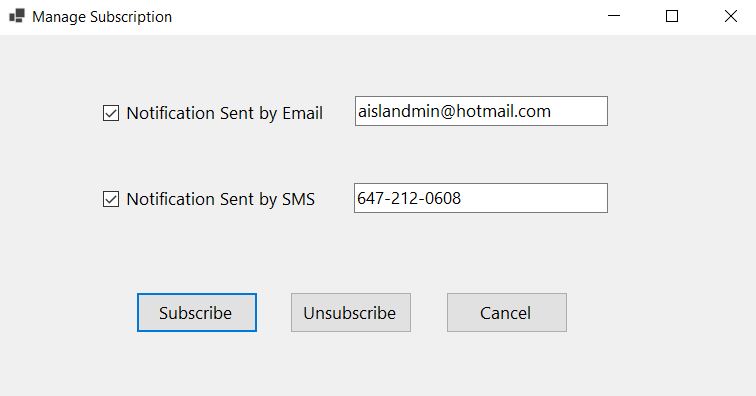 Manage Subscription
Notification Sent by Email aislandmin@hotmail.com
Notification Sent by SMS 647-212-0608
Subscribe Unsubscribe Cancel